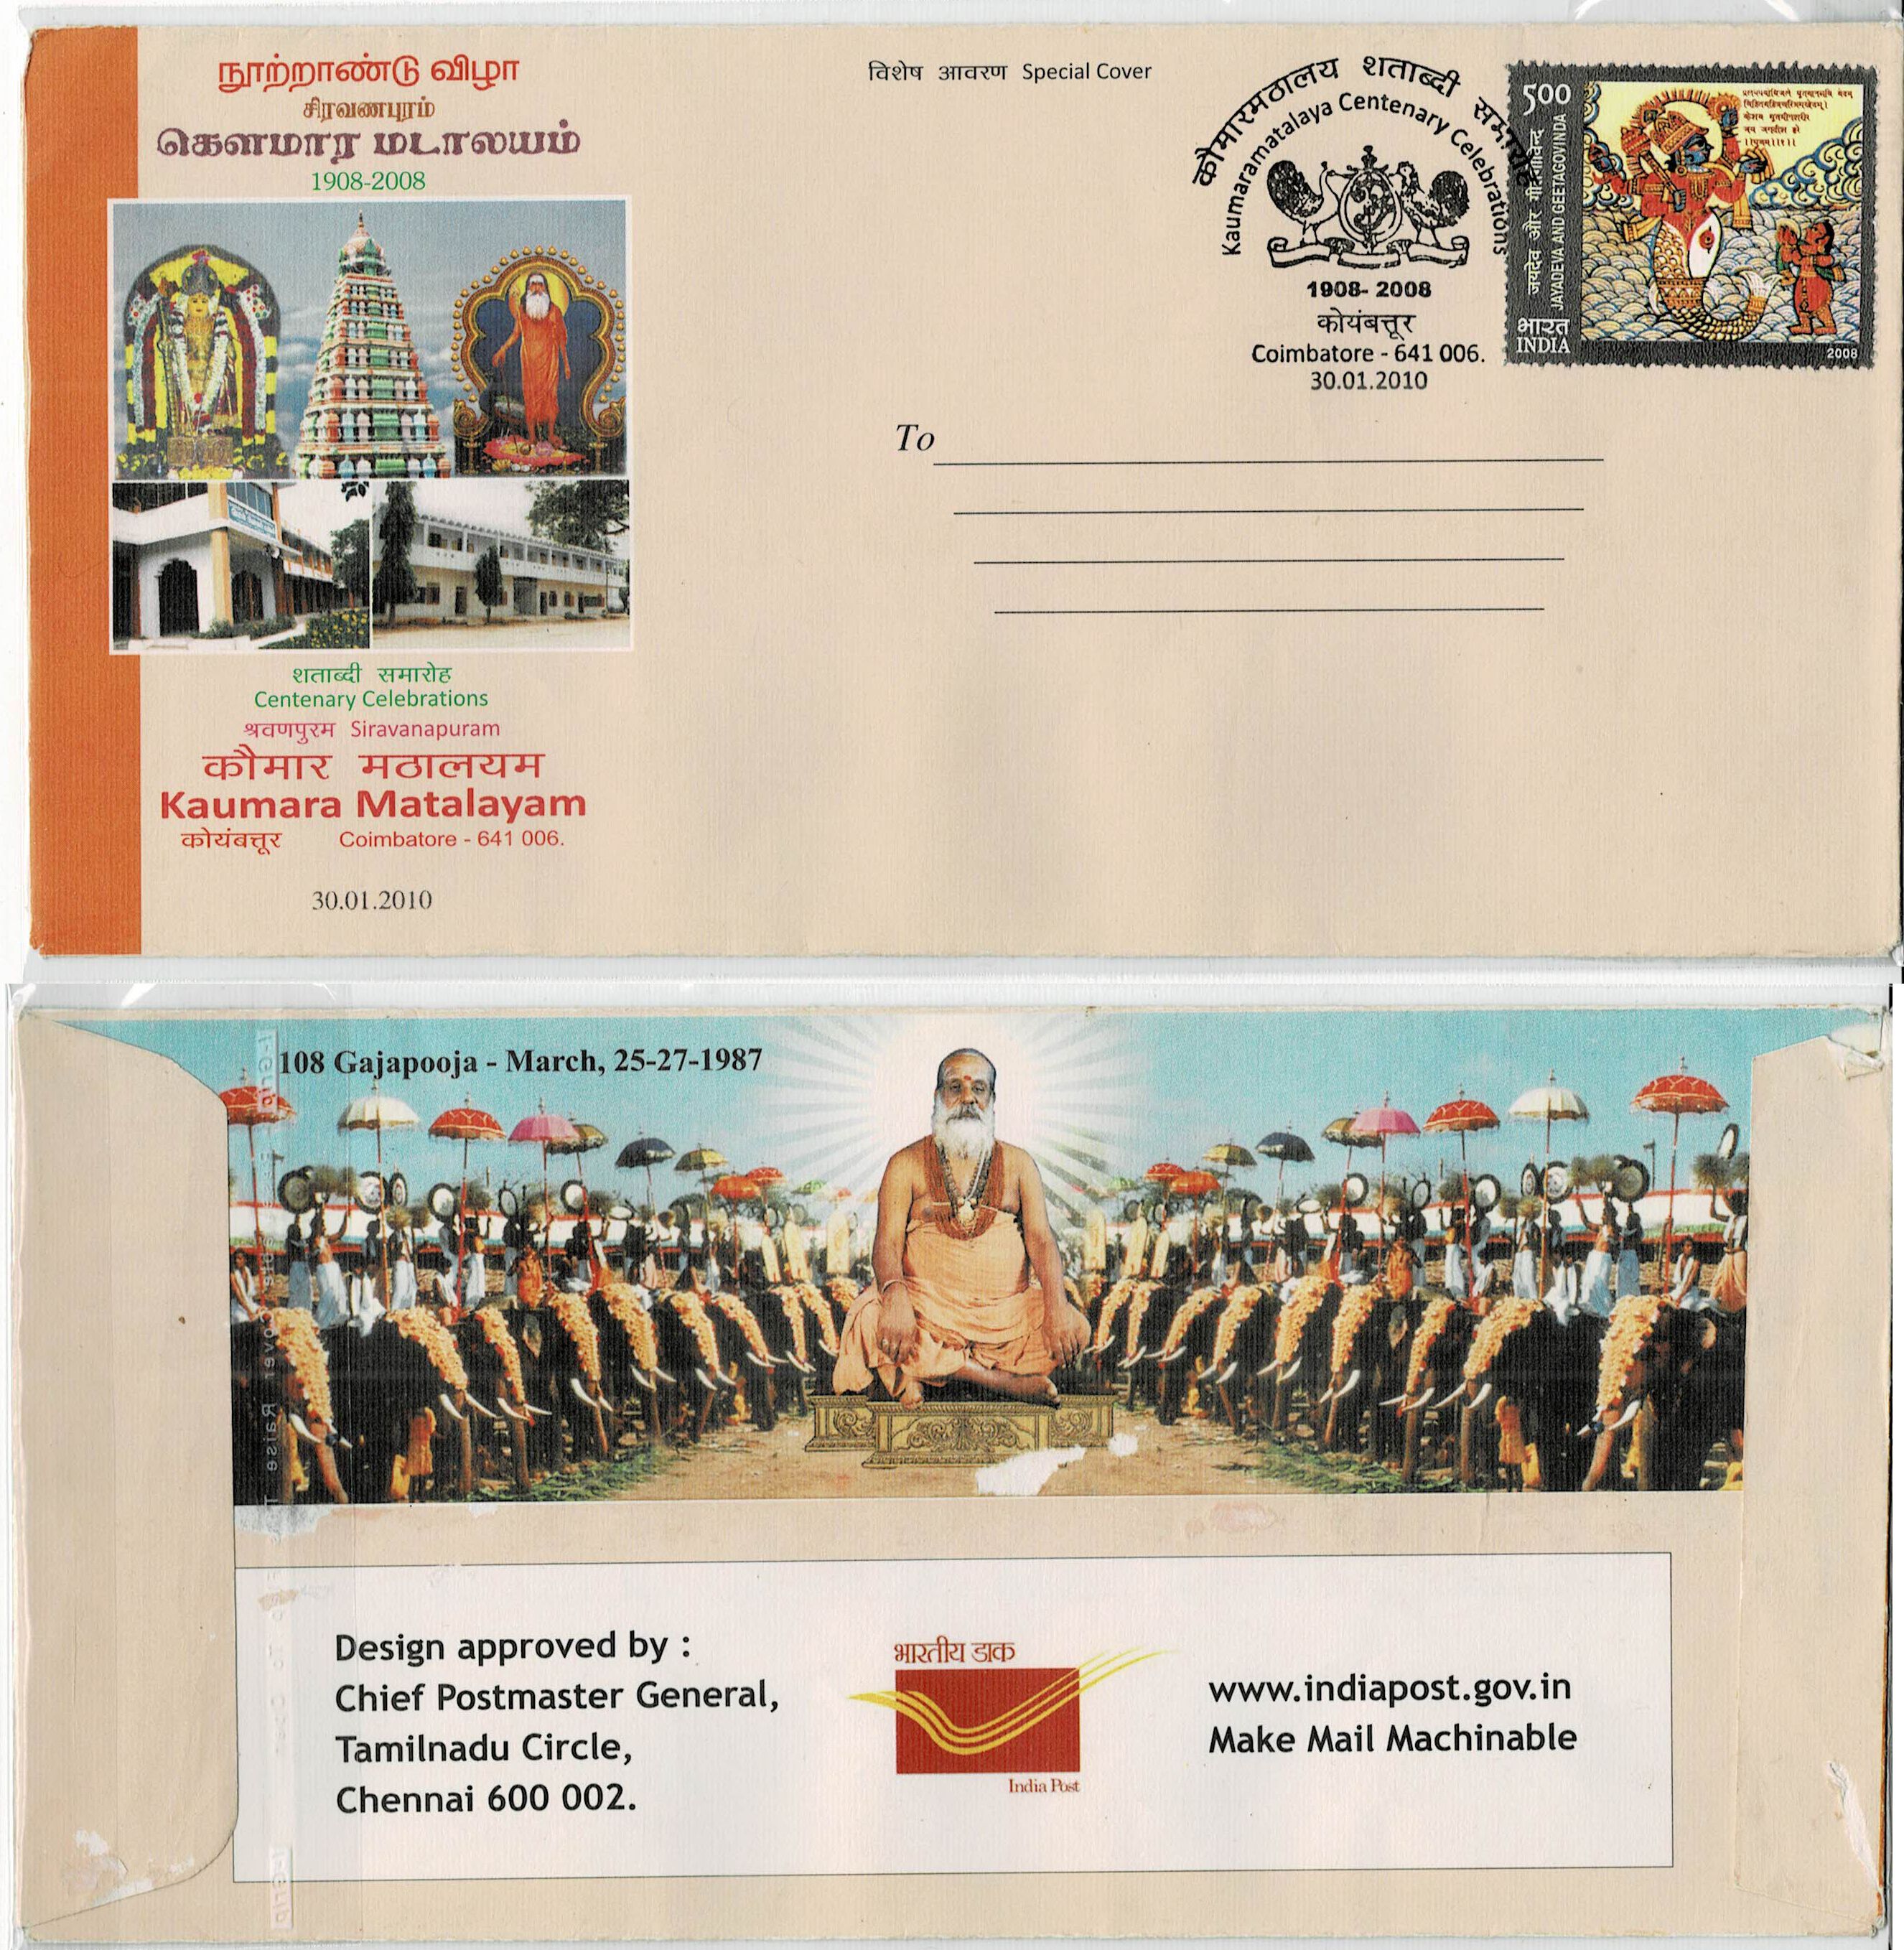 நூற்றாண்டு விழா
சிரவணபுரம்
கௌமார மடாலயம்
1908-2008
शताब्दी समारोह
Centenary Celebrations
श्रवणपुरम Siravanapuram
कौमार मठालयम
Kaumara Matalayam
कोयंबत्तूर Coimbatore - 641 006.
30.01.2010
विशेष आवरण Special Cover
कौमारमठालय शताब्दी समारोह
Kaumaramatalaya Centenary Celebrations
1908- 2008
कोयंबत्तूर
Coimbatore - 641 006.
30.01.2010
500
जयदेव और गीतगोविन्द
JAYADEVA AND GEETAGOVINDA
भारत
INDIA
2008
To
108 Gajapooja - March, 25-27-1987
Design approved by :
Chief Postmaster General,
Tamilnadu Circle,
Chennai 600 002.
भारतीय डाक
India Post
www.indiapost.gov.in
Make Mail Machinable